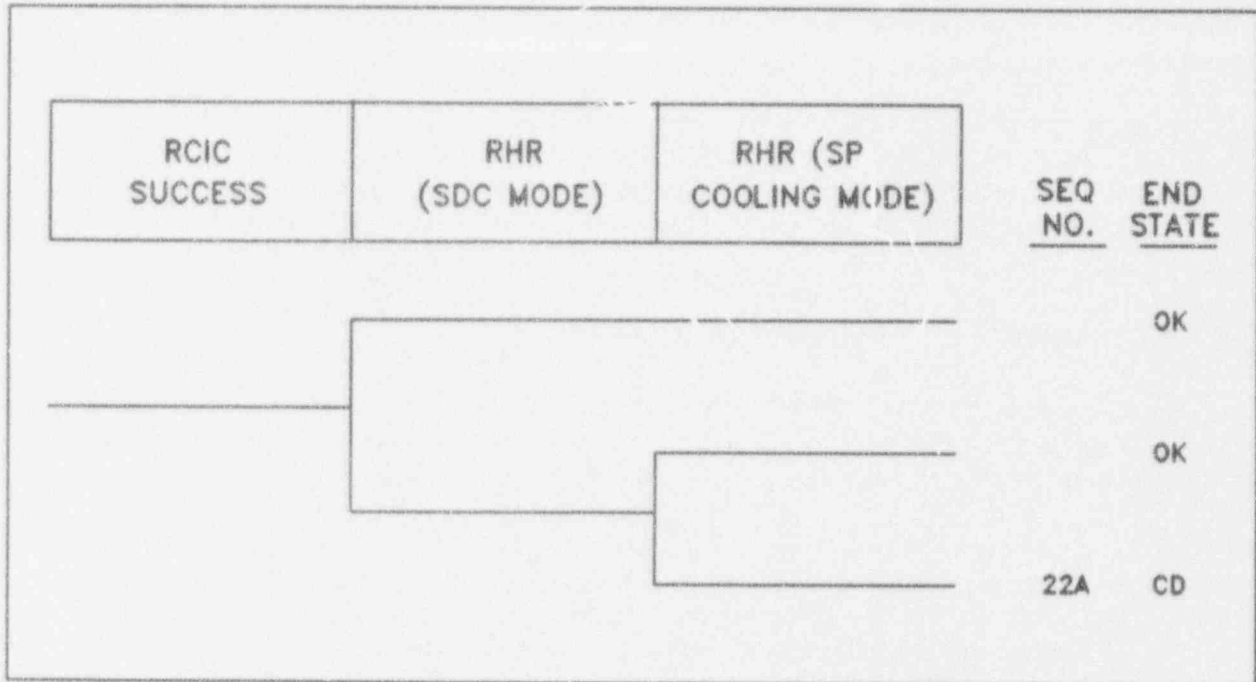 RCIC
SUCCESS
RHR
(SDC MODE)
RHR (SP
COOLING MODE)
SEQ
NO.
END
STATE
OK
OK
22A CD